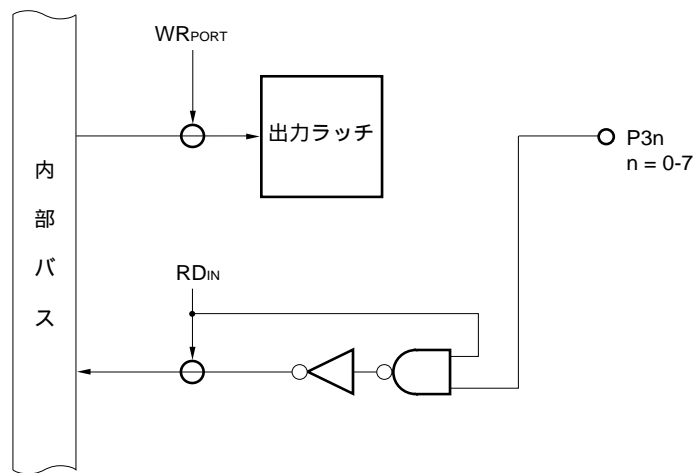 WRPORT
出力ラッチ
P3n
n = 0-7
内部バス
RDIN